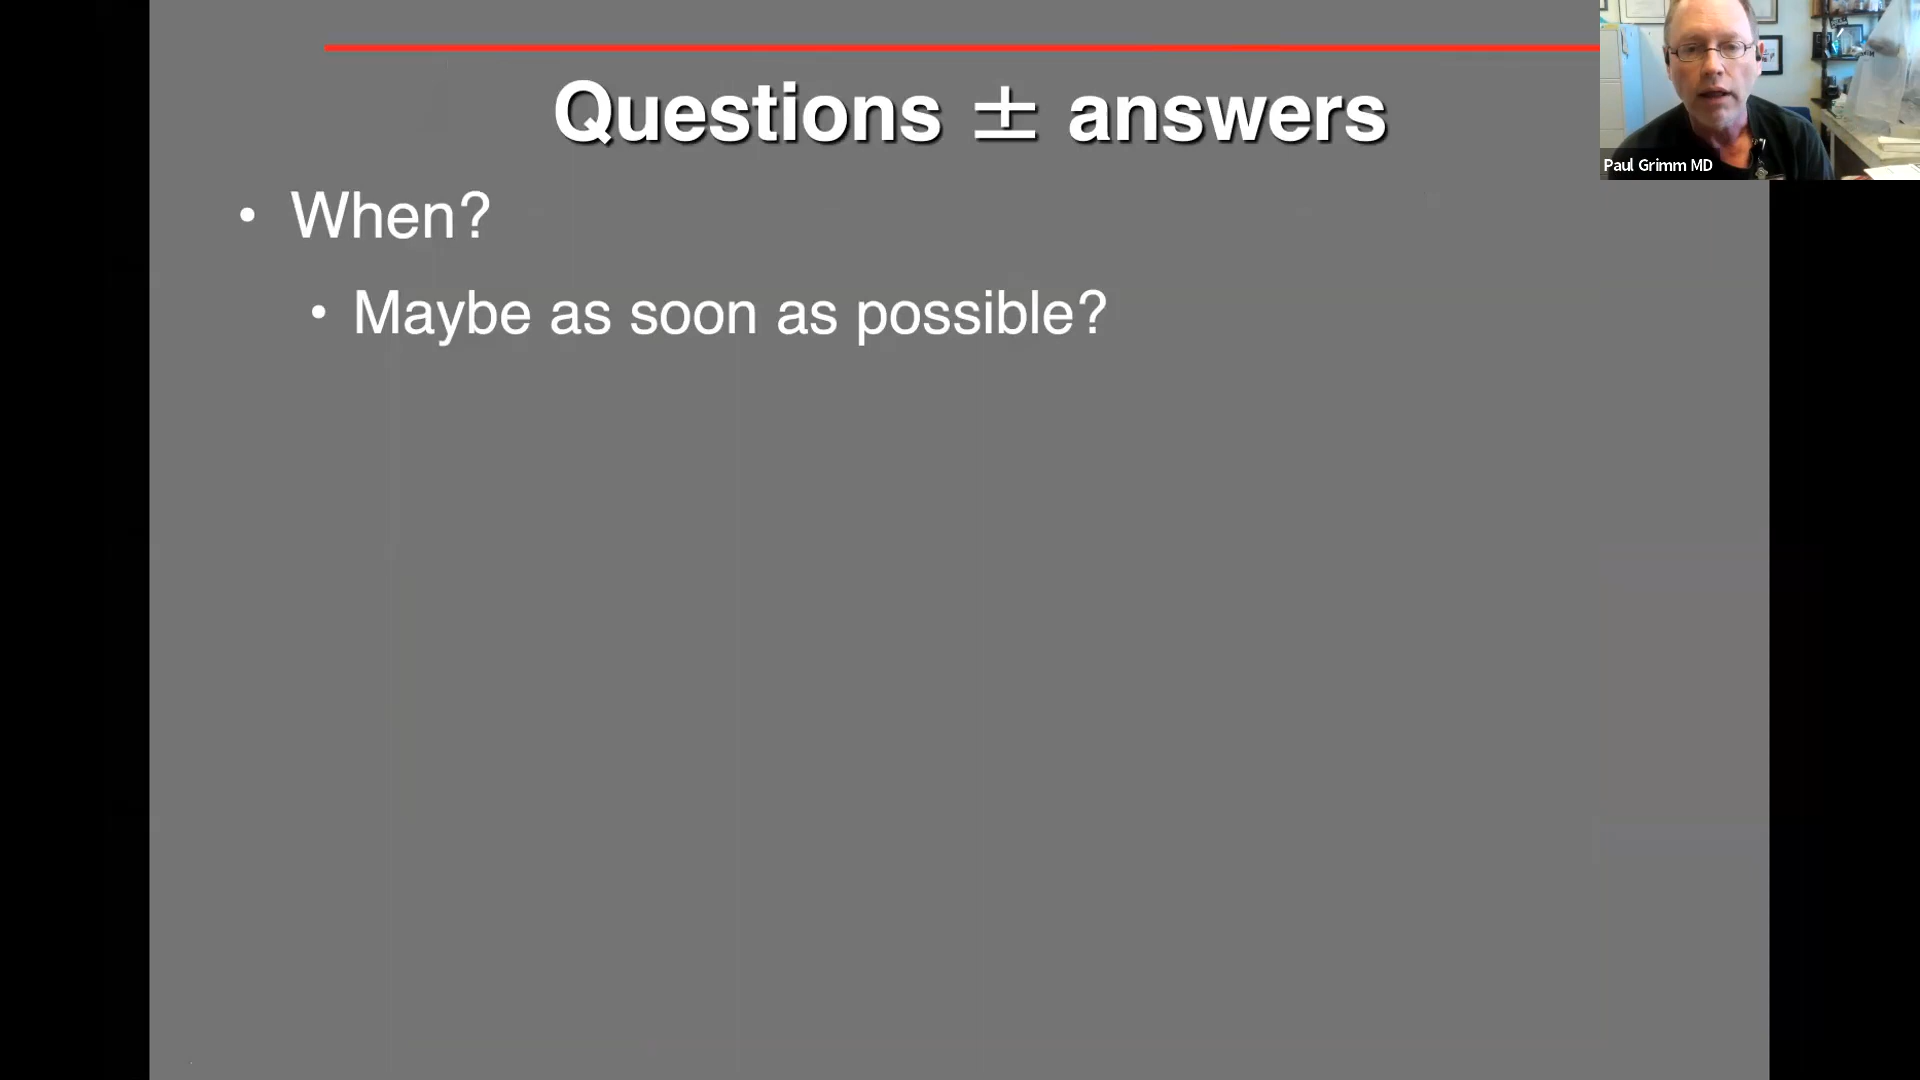 Questions ± answers
• When?
• Maybe as soon as possible?
Paul Grimm MD